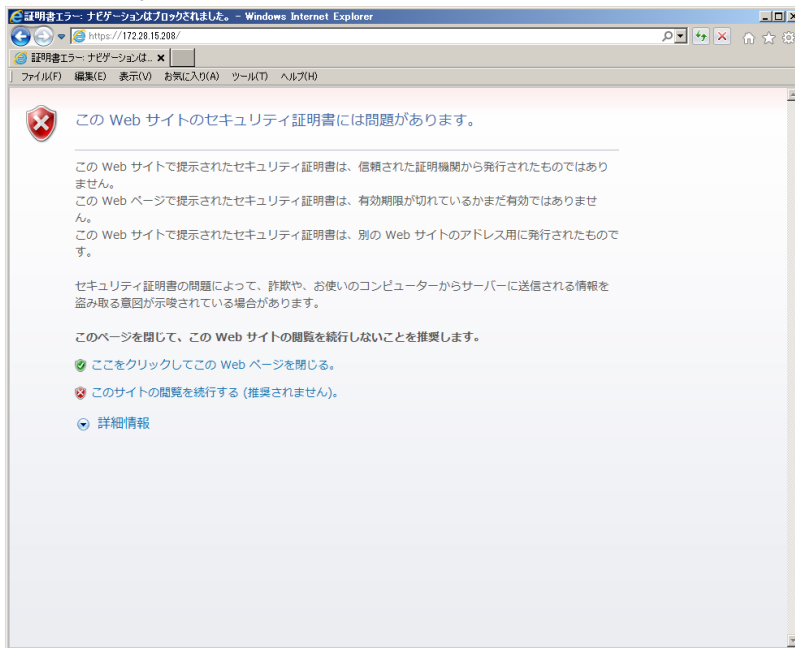 証明書エラー: ナビゲーションはブロックされました。 - Windows Internet Explorer
https://172.28.15.208/
証明書エラー: ナビゲーションは...
ファイル(F) 編集(E) 表示(V) お気に入り(A) ツール(T) ヘルプ(H)
この Web サイトのセキュリティ証明書には問題があります。
この Web サイトで提示されたセキュリティ証明書は、信頼された証明機関から発行されたものではあり
ません。
この Web ページで提示されたセキュリティ証明書は、有効期限が切れているかまだ有効ではありませ
ん。
この Web サイトで提示されたセキュリティ証明書は、別の Web サイトのアドレス用に発行されたもので
す。
セキュリティ証明書の問題によって、詐欺や、お使いのコンピューターからサーバーに送信される情報を
盗み取る意図が示唆されている場合があります。
このページを閉じて、この Web サイトの閲覧を続行しないことを推奨します。
ここをクリックしてこの Web ページを閉じる。
このサイトの閲覧を続行する (推奨されません)。
詳細情報